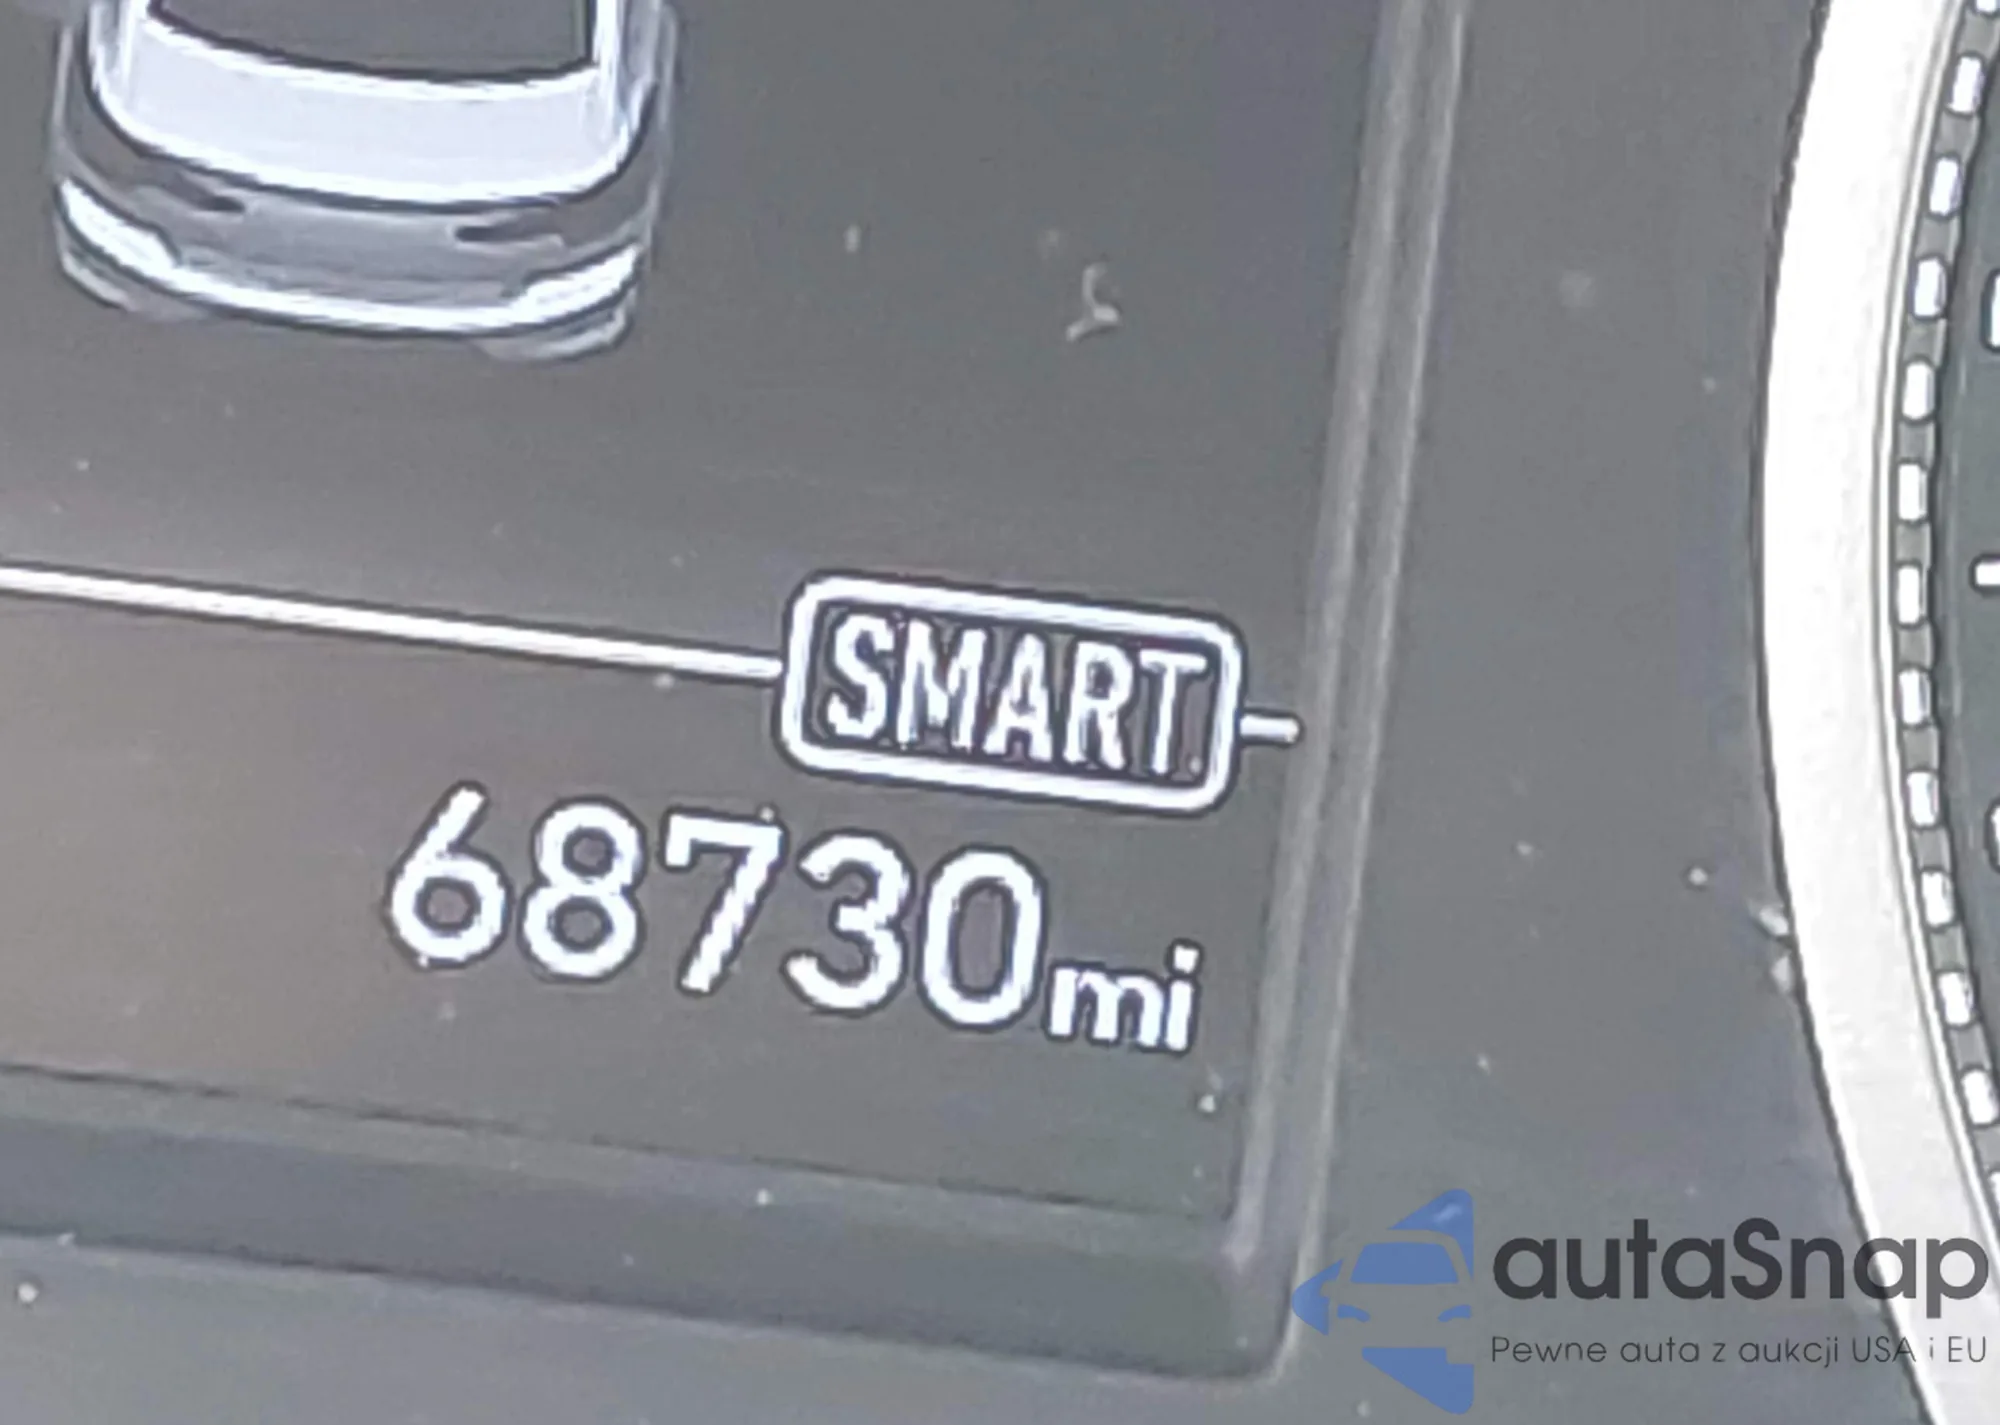 SMART
68730mi
autaSnap
Pewne auta z aukcji USA i EU